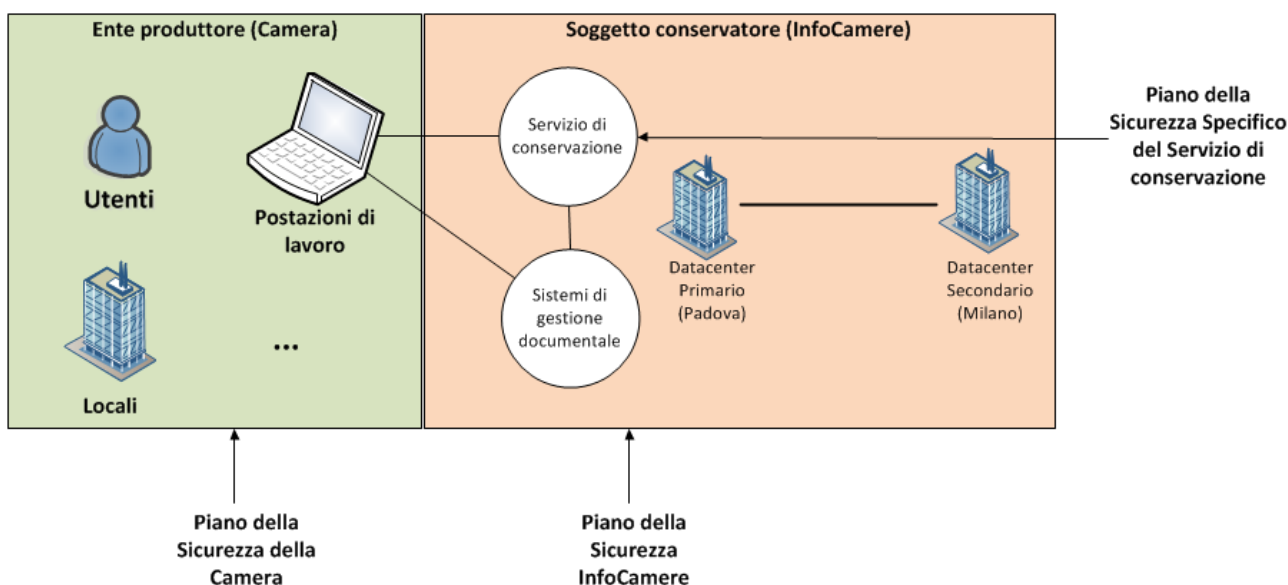 Ente produttore (Camera)
Soggetto conservatore (InfoCamere)
Utenti
Postazioni di
lavoro
Locali
...
Servizio di
conservazione
Sistemi di
gestione
documentale
Datacenter
Primario
(Padova)
Datacenter
Secondario
(Milano)
Piano della
Sicurezza Specifico
del Servizio di
conservazione
Piano della
Sicurezza della
Camera
Piano della
Sicurezza
InfoCamere